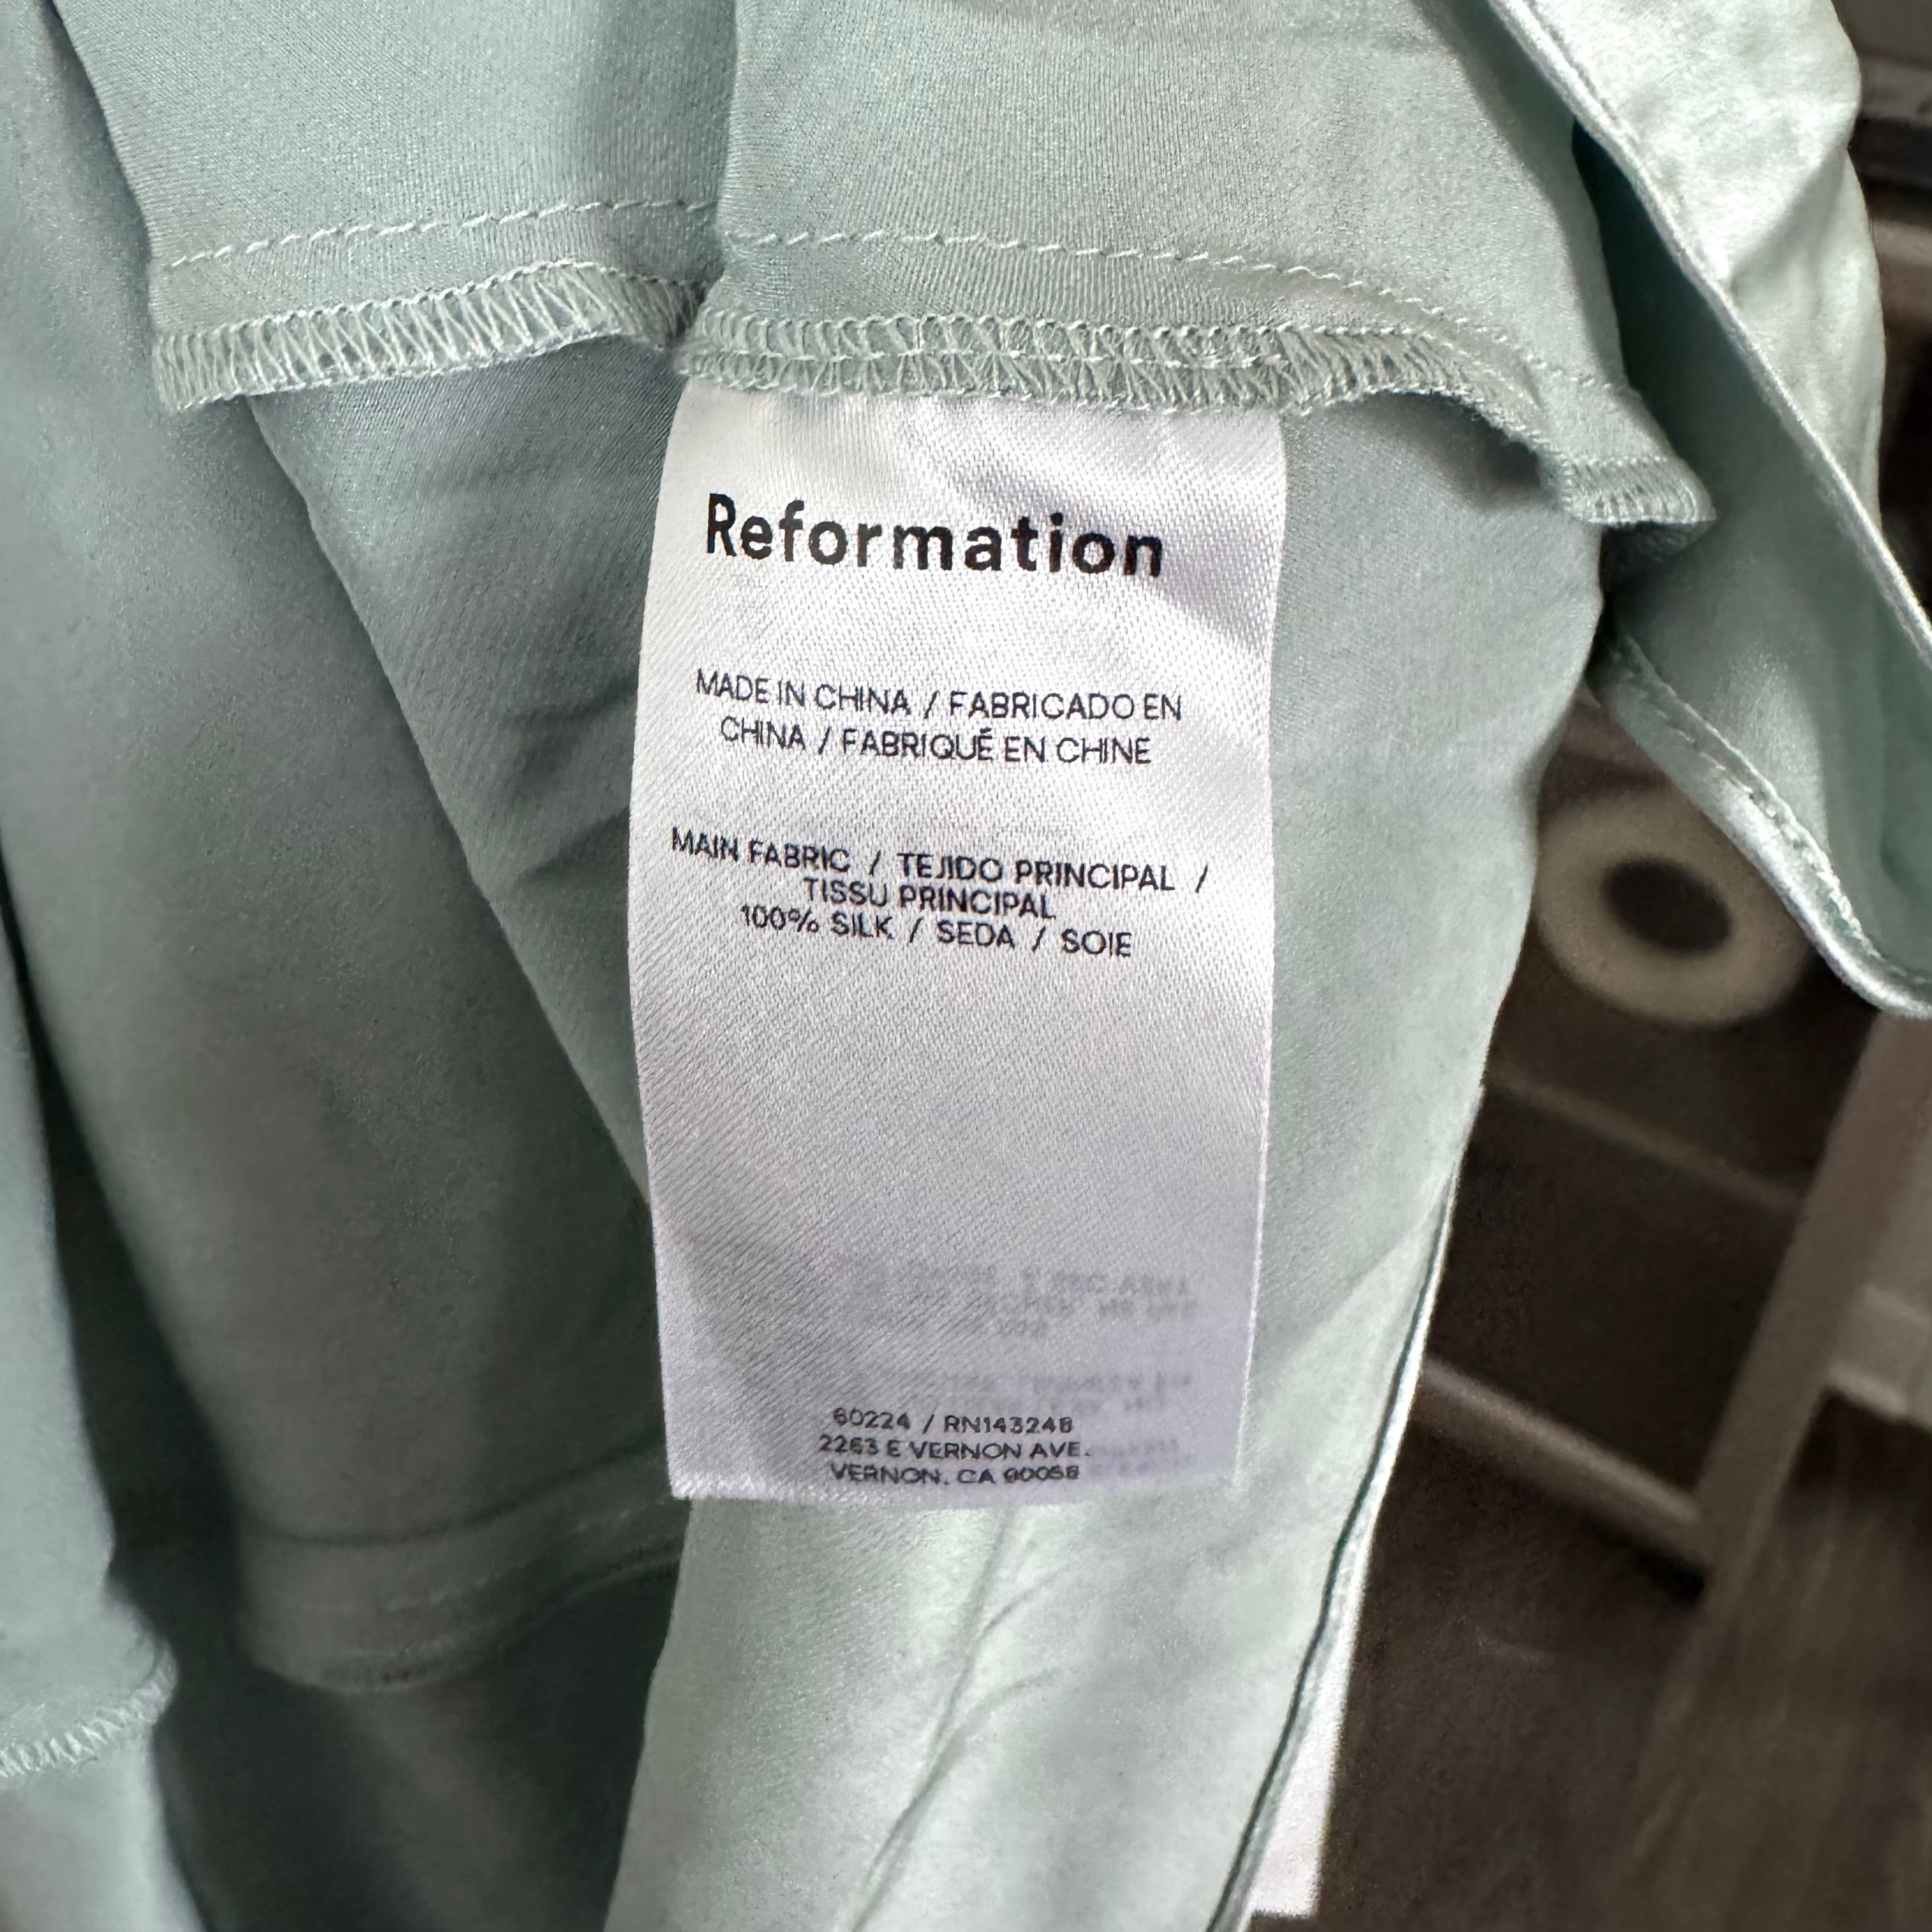 Reformation
MADE IN CHINA / FABRICADO EN
CHINA / FABRIQUÉ EN CHINE
MAIN FABRIC / TEJIDO PRINCIPAL /
TISSU PRINCIPAL
100% SILK / SEDA / SOIE
60224 / RN143248
2263 E VERNON AVE.
VERNON, CA 90058